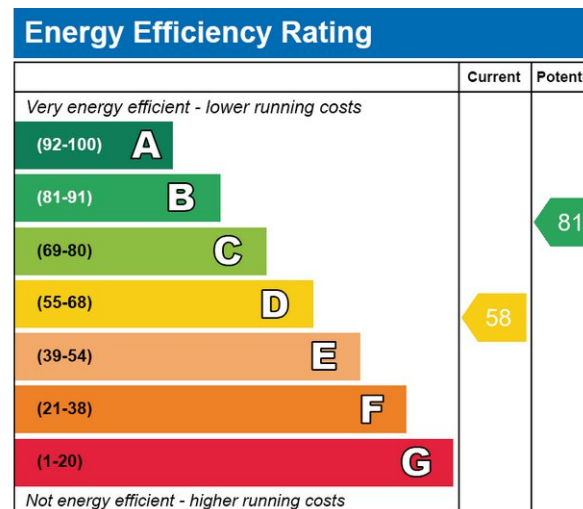 Energy Efficiency Rating
Current Potent
Very energy efficient - lower running costs
(92-100) A
(81-91) B
81
(69-80) C
(55-68) D
58
(39-54) E
(21-38) F
(1-20) G
Not energy efficient - higher running costs